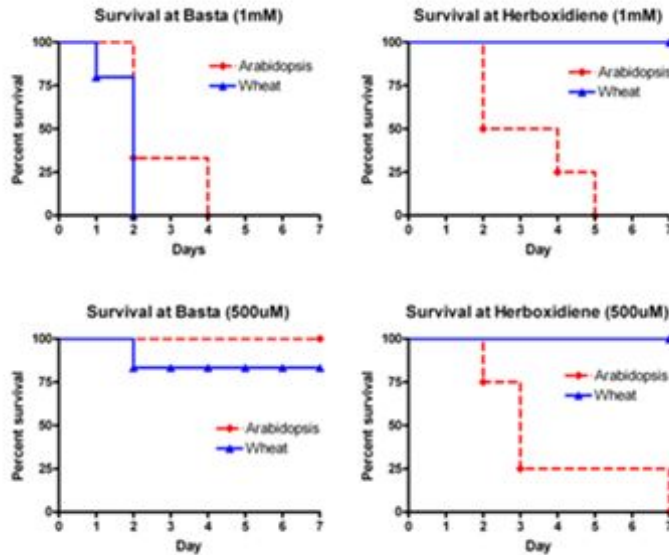 Survival at Basta (1mM)
Percent survival
100
75
50
25
0
Arabidopsis
Wheat
0 1 2 3 4 5 6 7
Days
Survival at Herboxidiene (1mM)
Percent survival
100
75
50
25
0
Arabidopsis
Wheat
0 1 2 3 4 5 6 7
Day
Survival at Basta (500uM)
Percent survival
100
75
50
25
0
Arabidopsis
Wheat
0 1 2 3 4 5 6 7
Day
Survival at Herboxidiene (500uM)
Percent survival
100
75
50
25
0
Arabidopsis
Wheat
0 1 2 3 4 5 6 7
Day